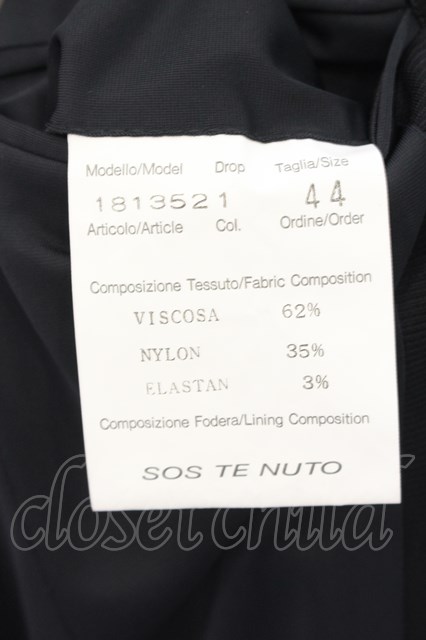 Modello/Model Drop Taglia/Size
1813521 44
Articolo/Article Col. Ordine/Order
Composizione Tessuto/Fabric Composition
VISCOSA 62%
NYLON 35%
ELASTAN 3%
Composizione Fodera/Lining Composition
SOS TE NUTO
closet child